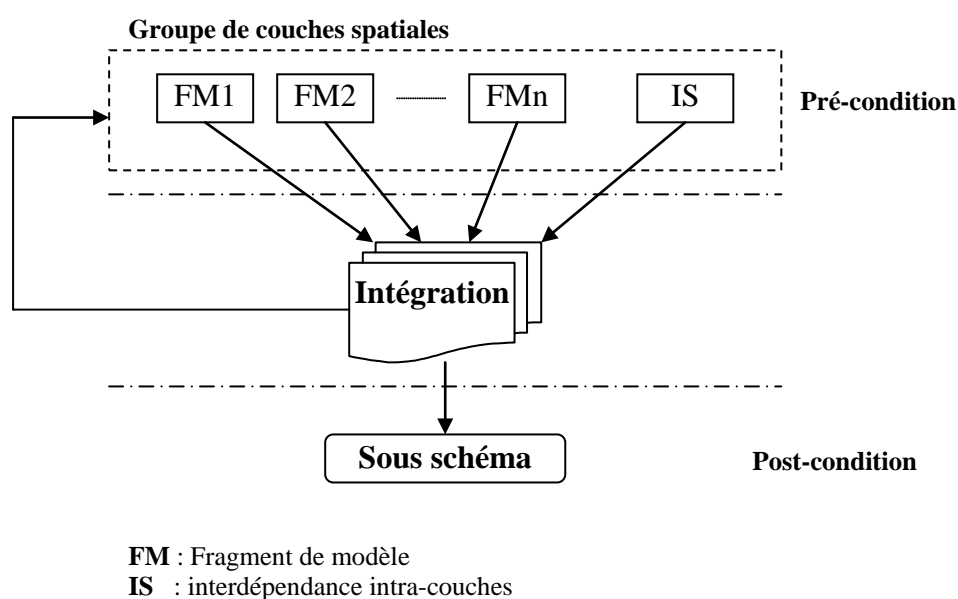 Groupe de couches spatiales
FM1 FM2 FMn IS
Pré-condition
Intégration
Sous schéma
Post-condition
FM : Fragment de modèle
IS : interdépendance intra-couches